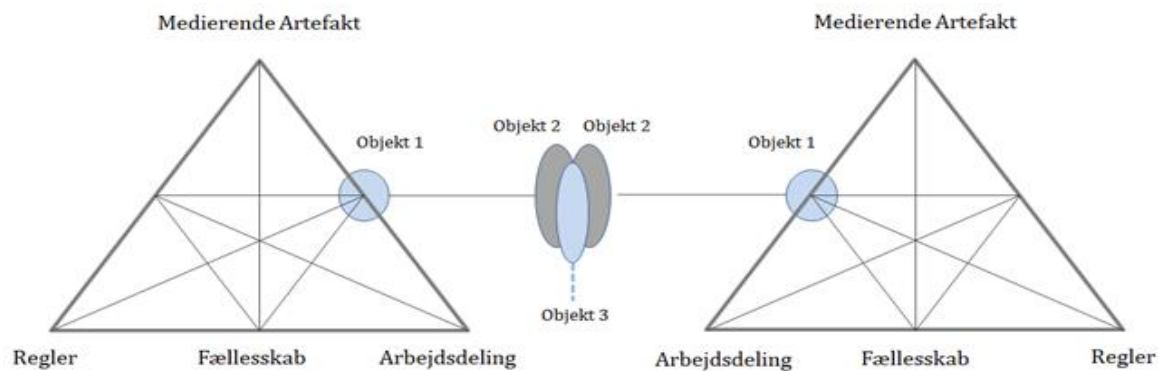 Medierende Artefakt
Medierende Artefakt
Objekt 1
Objekt 2
Objekt 2
Objekt 1
Objekt 3
Regler
Fællesskab
Arbejdsdeling
Arbejdsdeling
Fællesskab
Regler